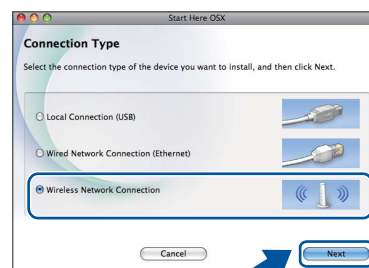 Start Here OSX
Connection Type
Select the connection type of the device you want to install, and then click Next.
Local Connection (USB)
Wired Network Connection (Ethernet)
Wireless Network Connection
Cancel
Next